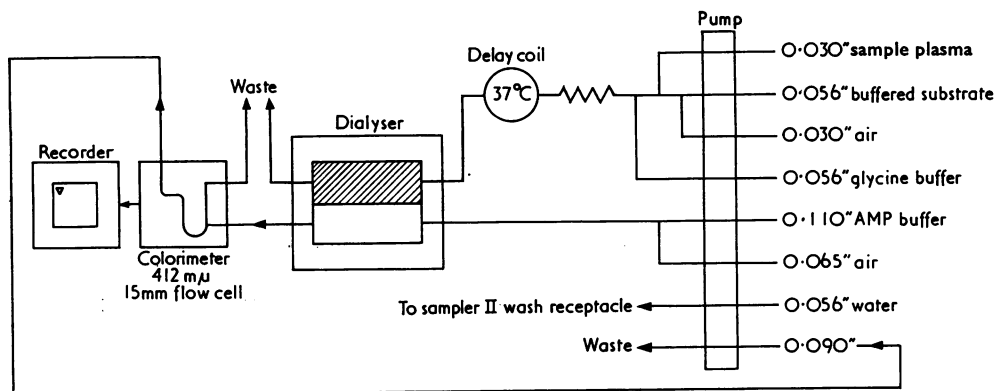 Pump
0·030" sample plasma
Delay coil
37°C
Waste
0·056" buffered substrate
Dialyser
0·030" air
Recorder
0·056" glycine buffer
0·110" AMP buffer
Colorimeter
412 mμ
15mm flow cell
0·065" air
To sampler II wash receptacle
0·056" water
Waste
0·090"